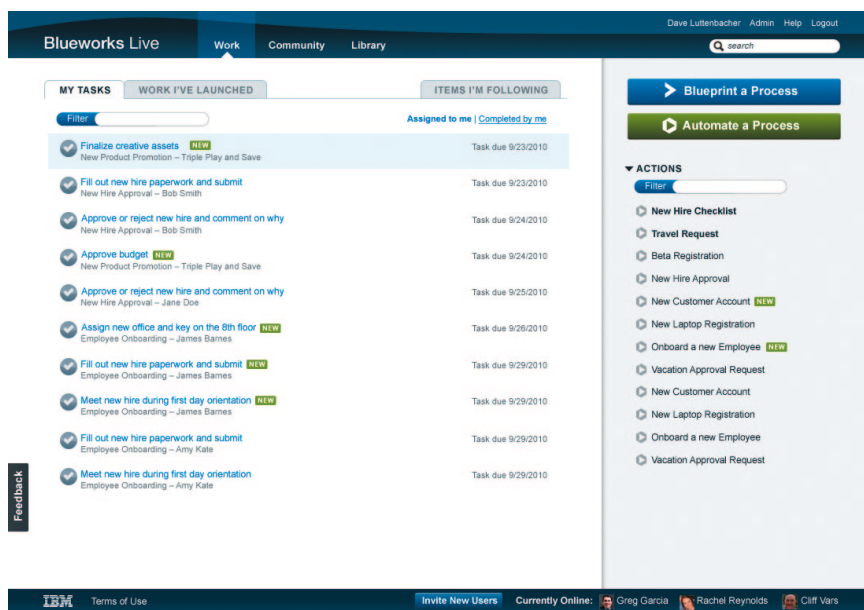 Dave Luttenbacher Admin Help Logout
Blueworks Live Work Community Library
search
MY TASKS WORK I'VE LAUNCHED ITEMS I'M FOLLOWING
Filter
Assigned to me | Completed by me
Finalize creative assets NEW
Task due 9/23/2010
New Product Promotion – Triple Play and Save
Fill out new hire paperwork and submit
Task due 9/23/2010
New Hire Approval – Bob Smith
Approve or reject new hire and comment on why
Task due 9/24/2010
New Hire Approval – Bob Smith
Approve budget NEW
Task due 9/24/2010
New Product Promotion – Triple Play and Save
Approve or reject new hire and comment on why
Task due 9/25/2010
New Hire Approval – Jane Doe
Assign new office and key on the 8th floor NEW
Task due 9/26/2010
Employee Onboarding – James Barnes
Fill out new hire paperwork and submit NEW
Task due 9/29/2010
Employee Onboarding – James Barnes
Meet new hire during first day orientation NEW
Task due 9/29/2010
Employee Onboarding – James Barnes
Fill out new hire paperwork and submit
Task due 9/29/2010
Employee Onboarding – Amy Kate
Meet new hire during first day orientation
Task due 9/29/2010
Employee Onboarding – Amy Kate
Blueprint a Process
Automate a Process
ACTIONS
Filter
New Hire Checklist
Travel Request
Beta Registration
New Hire Approval
New Customer Account NEW
New Laptop Registration
Onboard a new Employee NEW
Vacation Approval Request
New Customer Account
New Laptop Registration
Onboard a new Employee
Vacation Approval Request
Feedback
IBM Terms of Use Invite New Users Currently Online: Greg Garcia Rachel Reynolds Cliff Vars